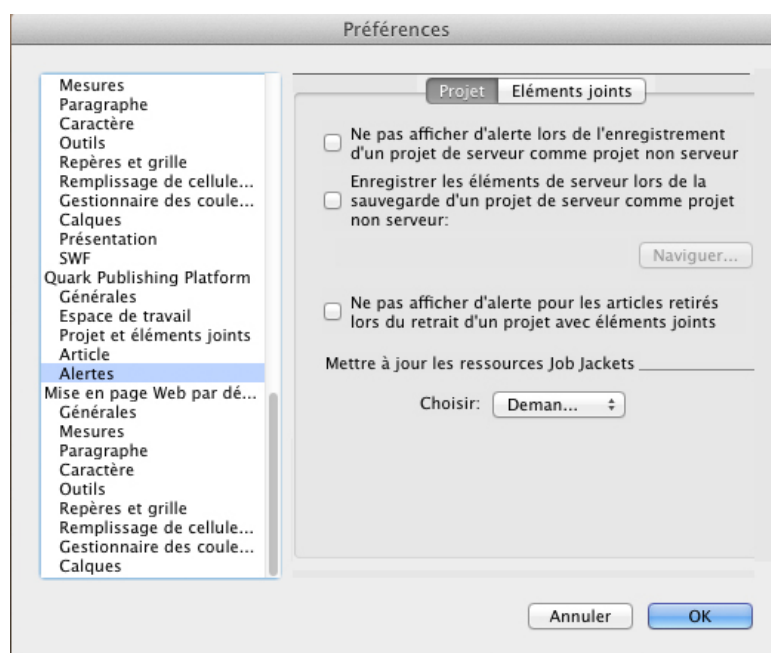 Préférences
Mesures
Paragraphe
Caractère
Outils
Repères et grille
Remplissage de cellule...
Gestionnaire des coule...
Calques
Présentation
SWF
Quark Publishing Platform
Générales
Espace de travail
Projet et éléments joints
Article
Alertes
Mise en page Web par dé...
Générales
Mesures
Paragraphe
Caractère
Outils
Repères et grille
Remplissage de cellule...
Gestionnaire des coule...
Calques
Projet
Eléments joints
Ne pas afficher d'alerte lors de l'enregistrement
d'un projet de serveur comme projet non serveur
Enregistrer les éléments de serveur lors de la
sauvegarde d'un projet de serveur comme projet
non serveur:
Naviguer...
Ne pas afficher d'alerte pour les articles retirés
lors du retrait d'un projet avec éléments joints
Mettre à jour les ressources Job Jackets
Choisir: Deman...
Annuler
OK